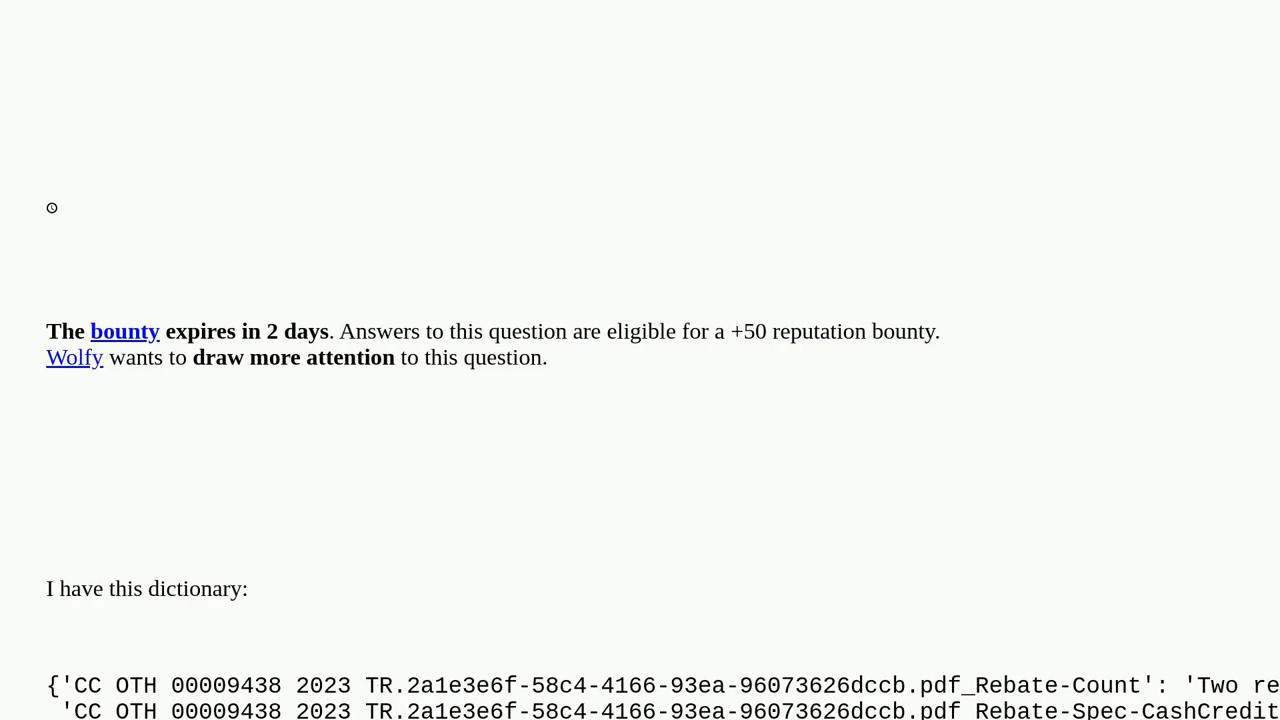 The bounty expires in 2 days. Answers to this question are eligible for a +50 reputation bounty.
Wolfy wants to draw more attention to this question.
I have this dictionary:
{'CC OTH 00009438 2023 TR.2a1e3e6f-58c4-4166-93ea-96073626dccb.pdf_Rebate-Count': 'Two re
'CC OTH 00009438 2023 TR.2a1e3e6f-58c4-4166-93ea-96073626dccb.pdf_Rebate-Spec-CashCredit